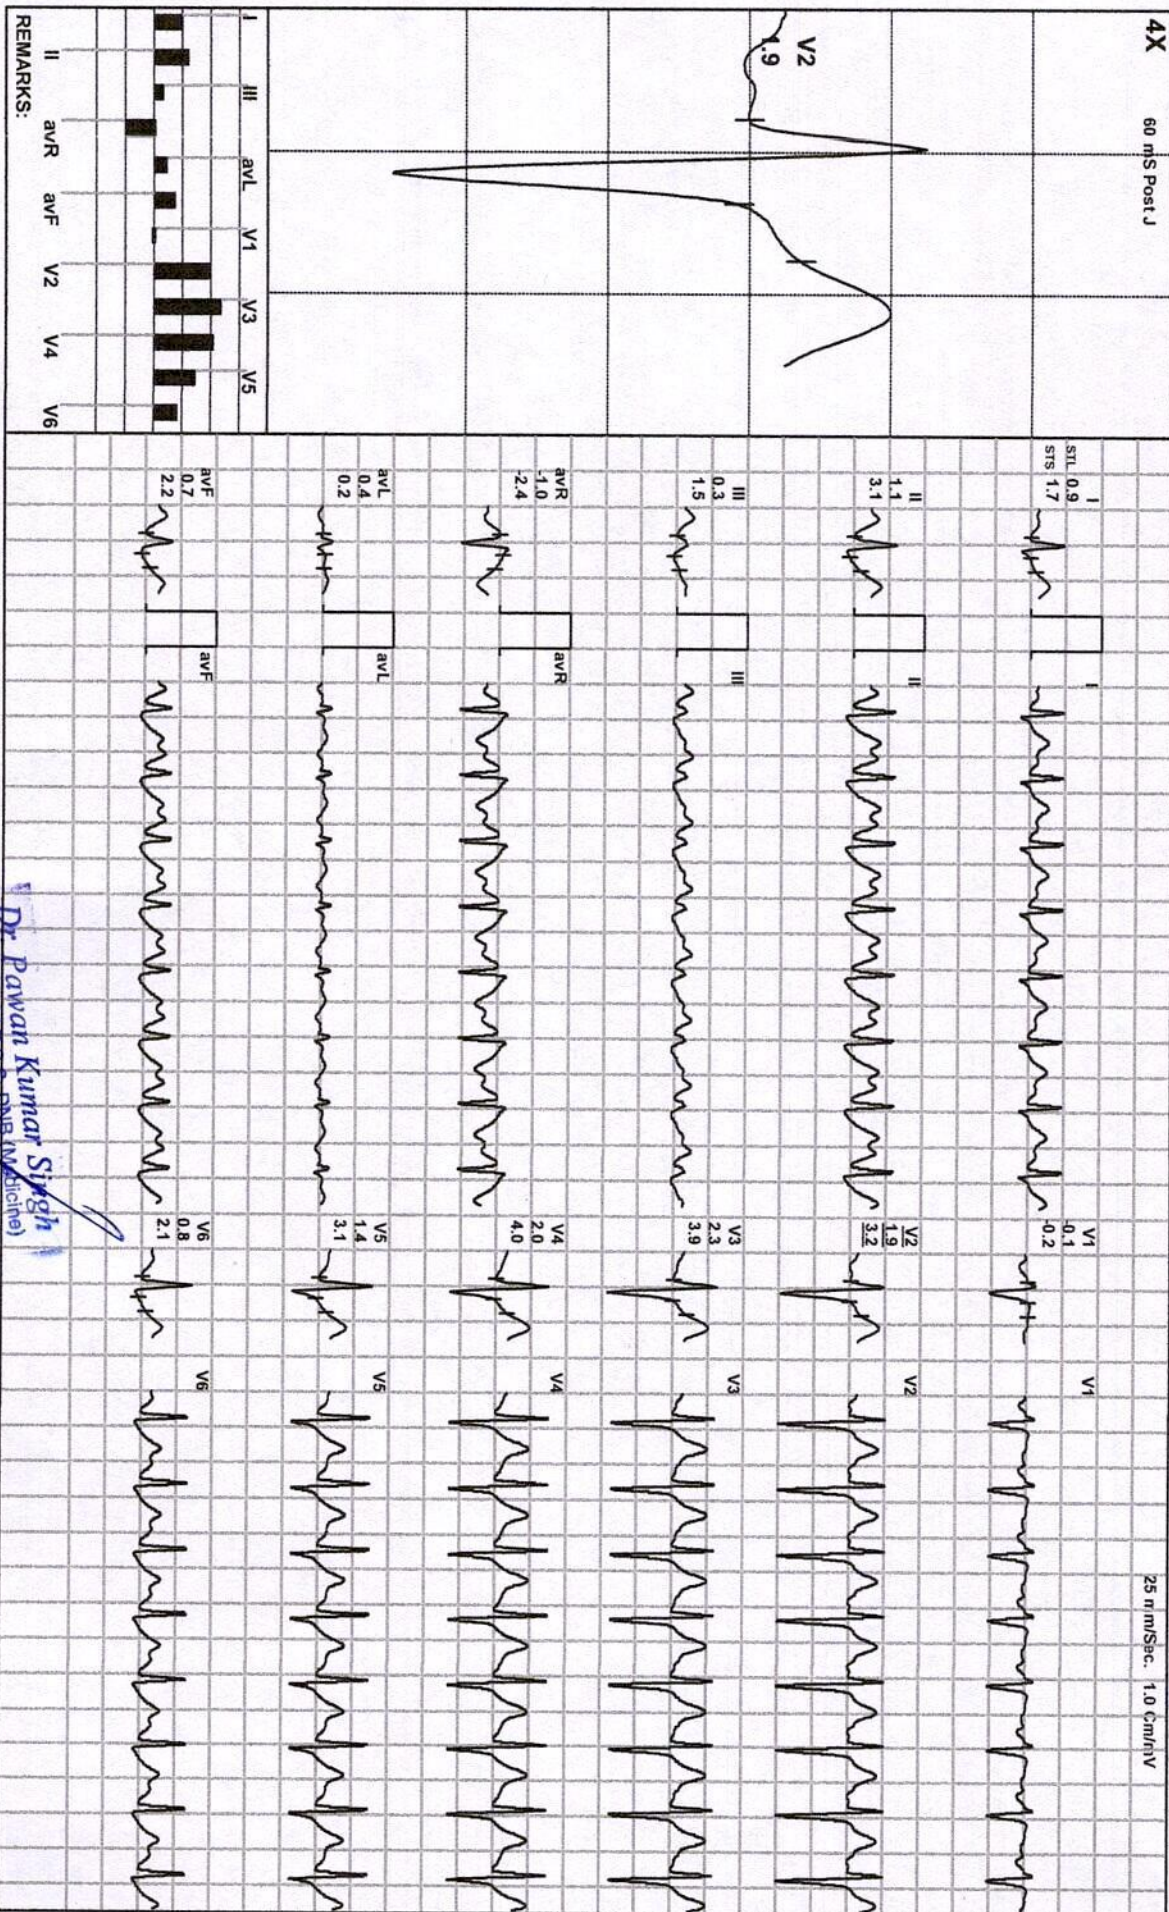 4X 60 mS Post J 25 mm/Sec. 1.0 Cm/mV
V2
1.9
I
STL 0.9
STS 1.7
I
V1
-0.1
-0.2
V1
II
1.1
3.1
II
V2
1.9
3.2
V2
III
0.3
1.5
III
V3
2.3
3.9
V3
avR
-1.0
-2.4
avR
V4
2.0
4.0
V4
avL
0.4
0.2
avL
V5
1.4
3.1
V5
avF
0.7
2.2
avF
V6
0.8
2.1
V6
I III avL V1 V3 V5
II avR avF V2 V4 V6
REMARKS:
Dr. Pawan Kumar Singh
DNB (Medicine)